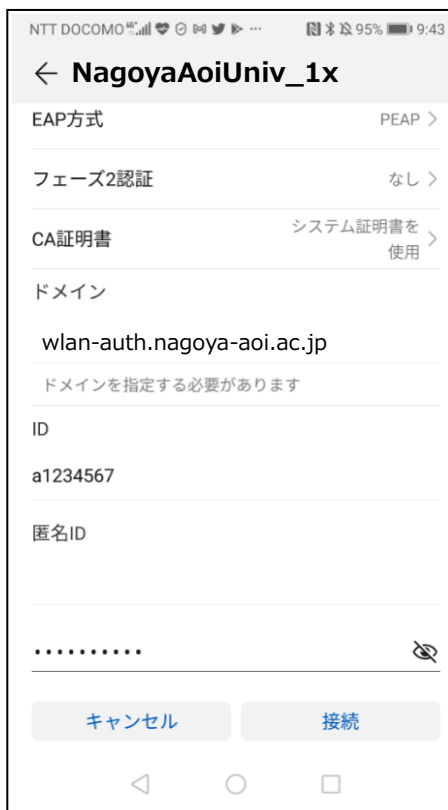 NTT DOCOMO 46 … 95% 9:43
← NagoyaAoiUniv_1x
EAP方式 PEAP >
フェーズ2認証 なし >
CA証明書 システム証明書を
使用 >
ドメイン
wlan-auth.nagoya-aoi.ac.jp
ドメインを指定する必要があります
ID
a1234567
匿名ID
••••••••••
キャンセル 接続